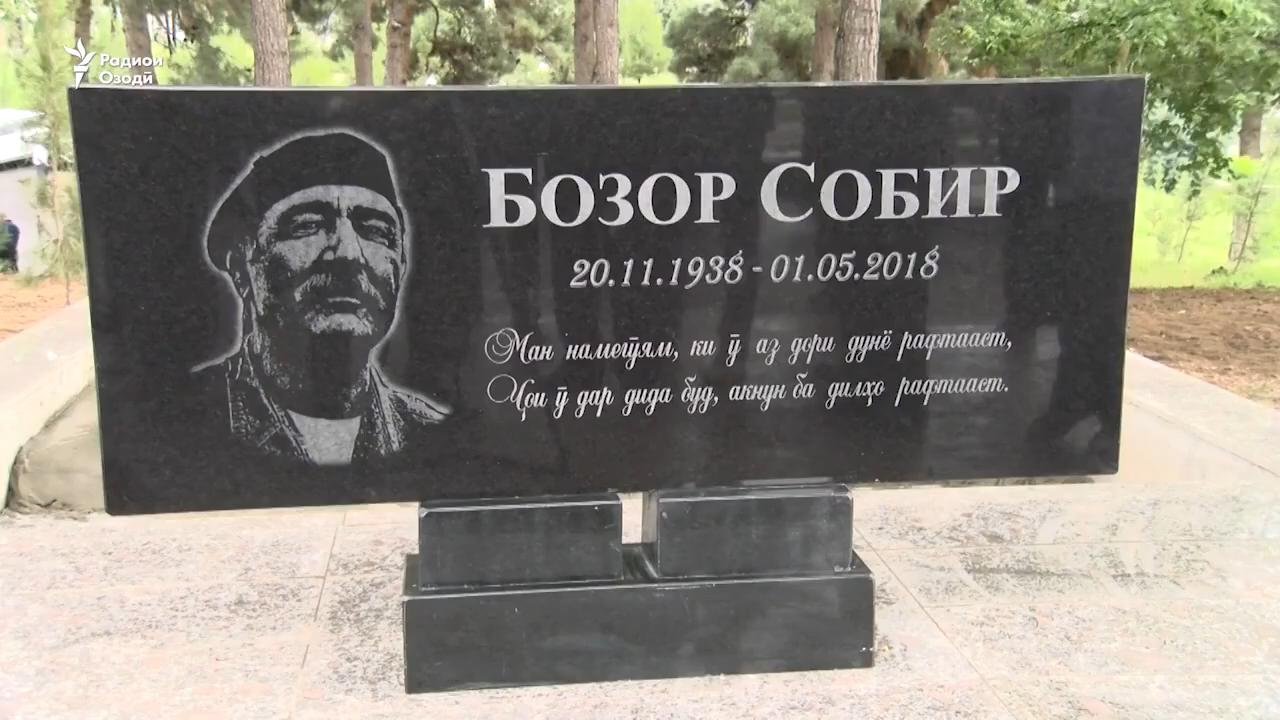 Радиои
Озодӣ
БОЗОР СОБИР
20.11.1938 - 01.05.2018
Ман намегӯям, ки ӯ аз дори дунё рафтааст,
Ҷои ӯ дар дида буд, акнун ба дилҳо рафтааст.